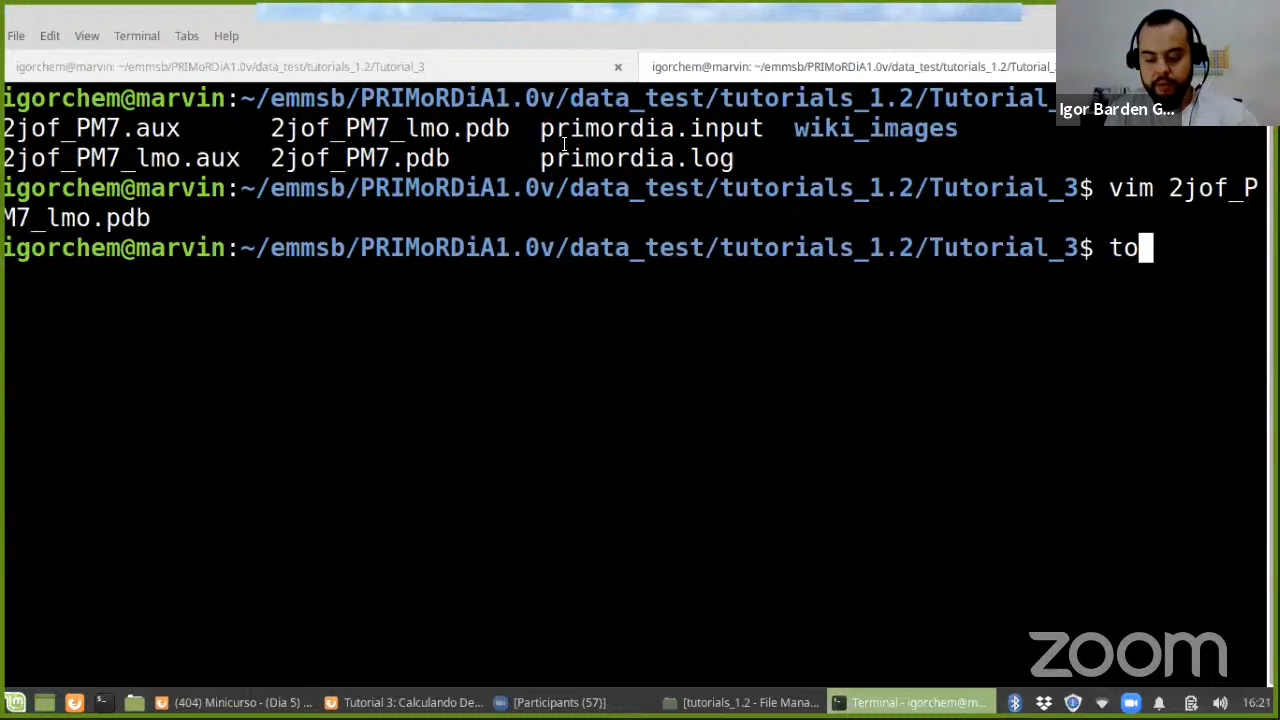 File Edit View Terminal Tabs Help
igorchem@marvin: ~/emmsb/PRIMoRDiA1.0v/data_test/tutorials_1.2/Tutorial_3 × igorchem@marvin: ~/emmsb/PRIMoRDiA1.0v/data_test/tutorials_1.2/Tutorial_
Igor Barden G...
igorchem@marvin:~/emmsb/PRIMoRDiA1.0v/data_test/tutorials_1.2/Tutorial_
2jof_PM7.aux 2jof_PM7_lmo.pdb primordia.input wiki_images
2jof_PM7_lmo.aux 2jof_PM7.pdb primordia.log
igorchem@marvin:~/emmsb/PRIMoRDiA1.0v/data_test/tutorials_1.2/Tutorial_3$ vim 2jof_P
M7_lmo.pdb
igorchem@marvin:~/emmsb/PRIMoRDiA1.0v/data_test/tutorials_1.2/Tutorial_3$ to
zoom
(404) Minicurso - (Dia 5) ... Tutorial 3: Calculando De... [Participants (57)] [tutorials_1.2 - File Mana... Terminal - igorchem@m... 16:21